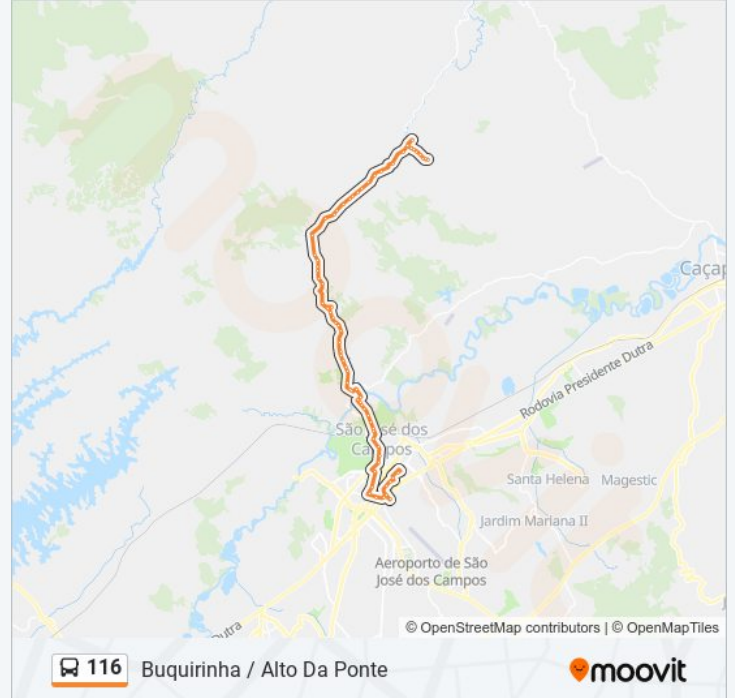 Caçap
Rodovia Presidente Dutra
São José dos
Campos
Santa Helena
Magestic
Jardim Mariana II
Aeroporto de São
José dos Campos
Dutra
© OpenStreetMap contributors | © OpenMapTiles
116
Buquirinha / Alto Da Ponte
moovit